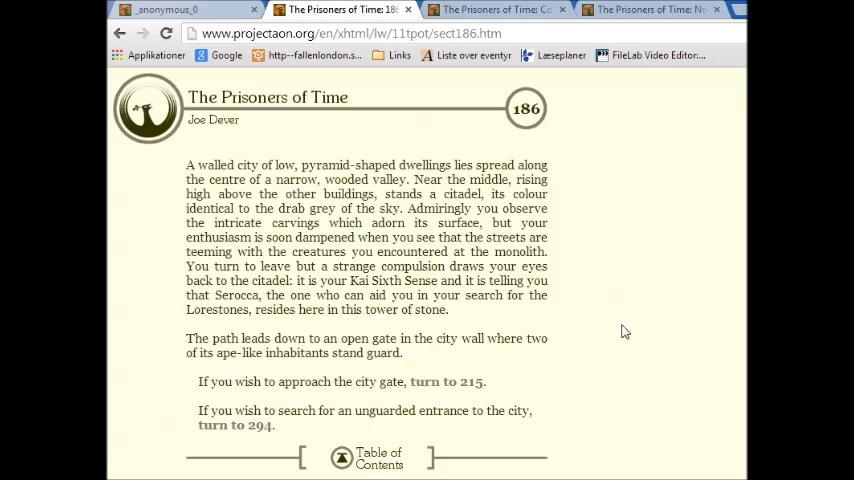 _anonymous_0
The Prisoners of Time: 186
The Prisoners of Time: Co
The Prisoners of Time: No
www.projectaon.org/en/xhtml/lw/11tpot/sect186.htm
Applikationer
Google
http--fallenlondon.s...
Links
Liste over eventyr
Læseplaner
FileLab Video Editor:...
The Prisoners of Time
186
Joe Dever
A walled city of low, pyramid-shaped dwellings lies spread along
the centre of a narrow, wooded valley. Near the middle, rising
high above the other buildings, stands a citadel, its colour
identical to the drab grey of the sky. Admiringly you observe
the intricate carvings which adorn its surface, but your
enthusiasm is soon dampened when you see that the streets are
teeming with the creatures you encountered at the monolith.
You turn to leave but a strange compulsion draws your eyes
back to the citadel: it is your Kai Sixth Sense and it is telling you
that Serocca, the one who can aid you in your search for the
Lorestones, resides here in this tower of stone.
The path leads down to an open gate in the city wall where two
of its ape-like inhabitants stand guard.
If you wish to approach the city gate, turn to 215.
If you wish to search for an unguarded entrance to the city,
turn to 294.
Table of
Contents